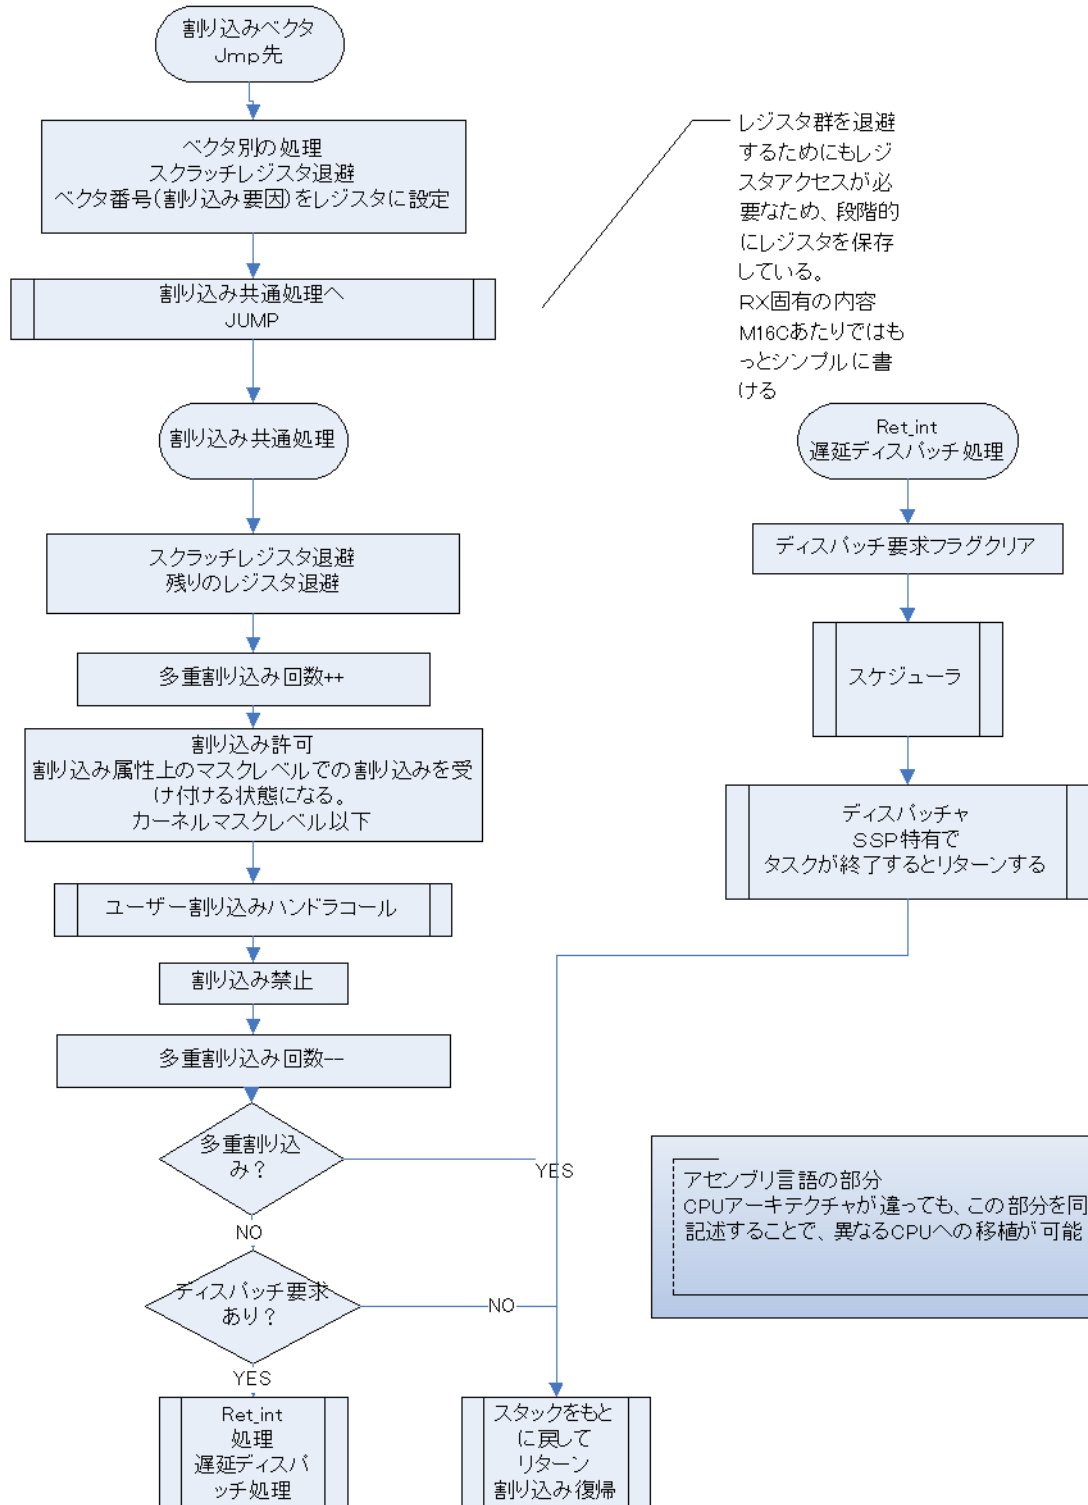 割り込みベクタ
Jmp先
ベクタ別の処理
スクラッチレジスタ退避
ベクタ番号(割り込み要因)をレジスタに設定
割り込み共通処理へ
JUMP
割り込み共通処理
スクラッチレジスタ退避
残りのレジスタ退避
多重割り込み回数++
割り込み許可
割り込み属性上のマスクレベルでの割り込みを受
け付ける状態になる。
カーネルマスクレベル以下
ユーザー割り込みハンドラコール
割り込み禁止
多重割り込み回数--
多重割り込
み?
YES
NO
ディスパッチ要求
あり?
NO
YES
Ret_int
処理
遅延ディスパ
ッチ処理
スタックをもと
に戻して
リターン
割り込み復帰
レジスタ群を退避
するためにもレジ
スタアクセスが必
要なため、段階的
にレジスタを保存
している。
RX固有の内容
M16Cあたりではも
っとシンプルに書
ける
Ret_int
遅延ディスパッチ処理
ディスパッチ要求フラグクリア
スケジューラ
ディスパッチャ
SSP特有で
タスクが終了するとリターンする
アセンブリ言語の部分
CPUアーキテクチャが違っても、この部分を同
記述することで、異なるCPUへの移植が可能